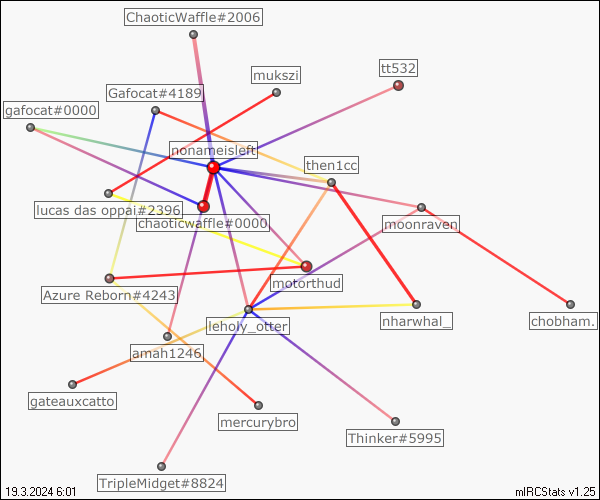 ChaoticWaffle#2006
tt532
mukszi
Gafocat#4189
gafocat#0000
nonameisleft
then1cc
lucas das oppai#2396
chaoticwaffle#0000
moonraven
motorthud
Azure Reborn#4243
leholy_otter
nharwhal_
chobham.
amah1246
gateauxcatto
mercurybro
Thinker#5995
TripleMidget#8824
19.3.2024 6:01
mIRCStats v1.25